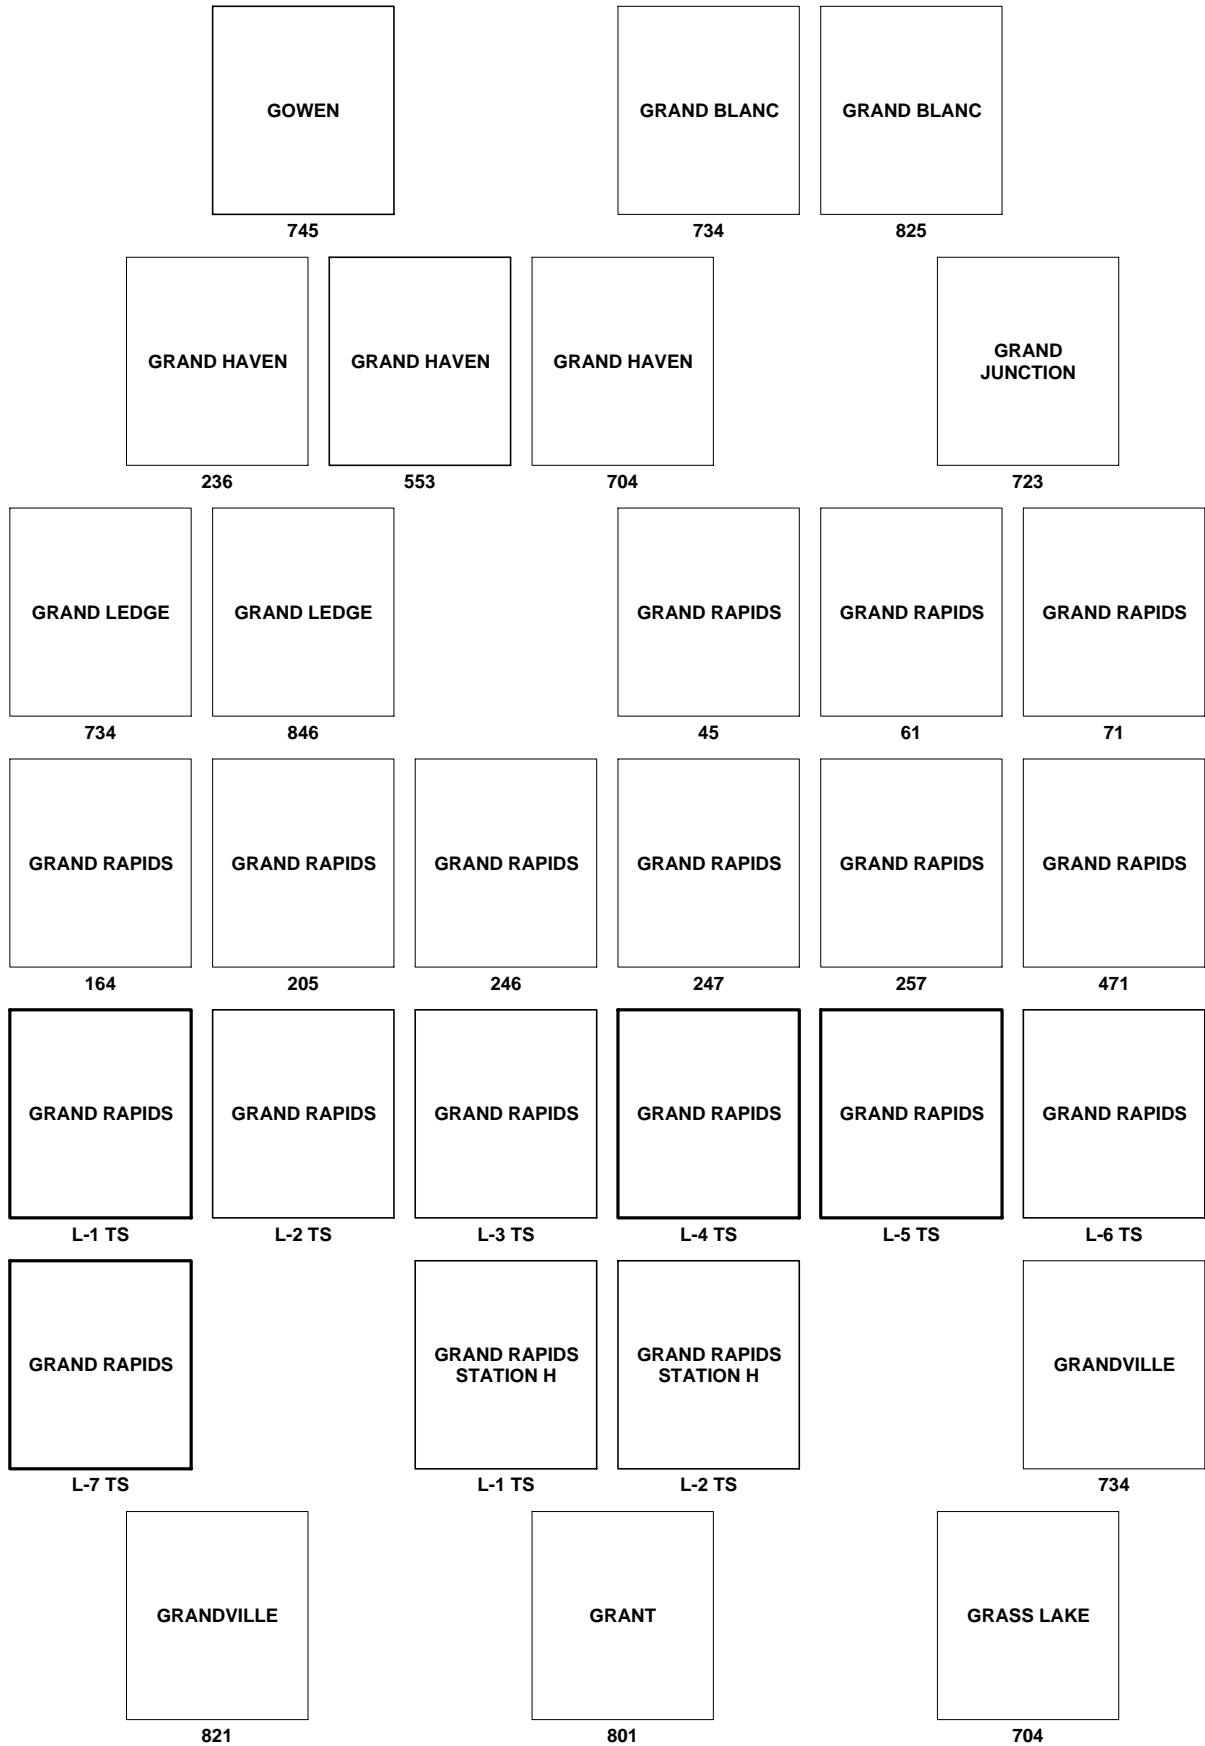 GOWEN
GRAND BLANC
GRAND BLANC
745
734
825
GRAND HAVEN
GRAND HAVEN
GRAND HAVEN
GRAND
JUNCTION
236
553
704
723
GRAND LEDGE
GRAND LEDGE
GRAND RAPIDS
GRAND RAPIDS
GRAND RAPIDS
734
846
45
61
71
GRAND RAPIDS
GRAND RAPIDS
GRAND RAPIDS
GRAND RAPIDS
GRAND RAPIDS
GRAND RAPIDS
164
205
246
247
257
471
GRAND RAPIDS
GRAND RAPIDS
GRAND RAPIDS
GRAND RAPIDS
GRAND RAPIDS
GRAND RAPIDS
L-1 TS
L-2 TS
L-3 TS
L-4 TS
L-5 TS
L-6 TS
GRAND RAPIDS
GRAND RAPIDS
STATION H
GRAND RAPIDS
STATION H
GRANDVILLE
L-7 TS
L-1 TS
L-2 TS
734
GRANDVILLE
GRANT
GRASS LAKE
821
801
704